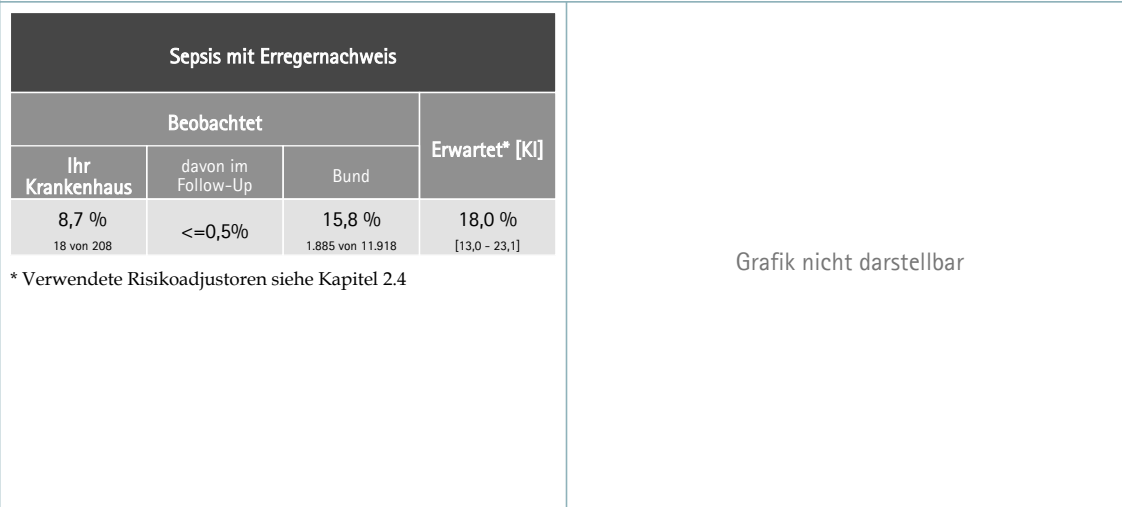 Sepsis mit Erregernachweis
Beobachtet
Erwartet* [KI]
Ihr
Krankenhaus
davon im
Follow-Up
Bund
8,7 %
18 von 208
<=0,5%
15,8 %
1.885 von 11.918
18,0 %
[13,0 - 23,1]
* Verwendete Risikoadjustoren siehe Kapitel 2.4
Grafik nicht darstellbar